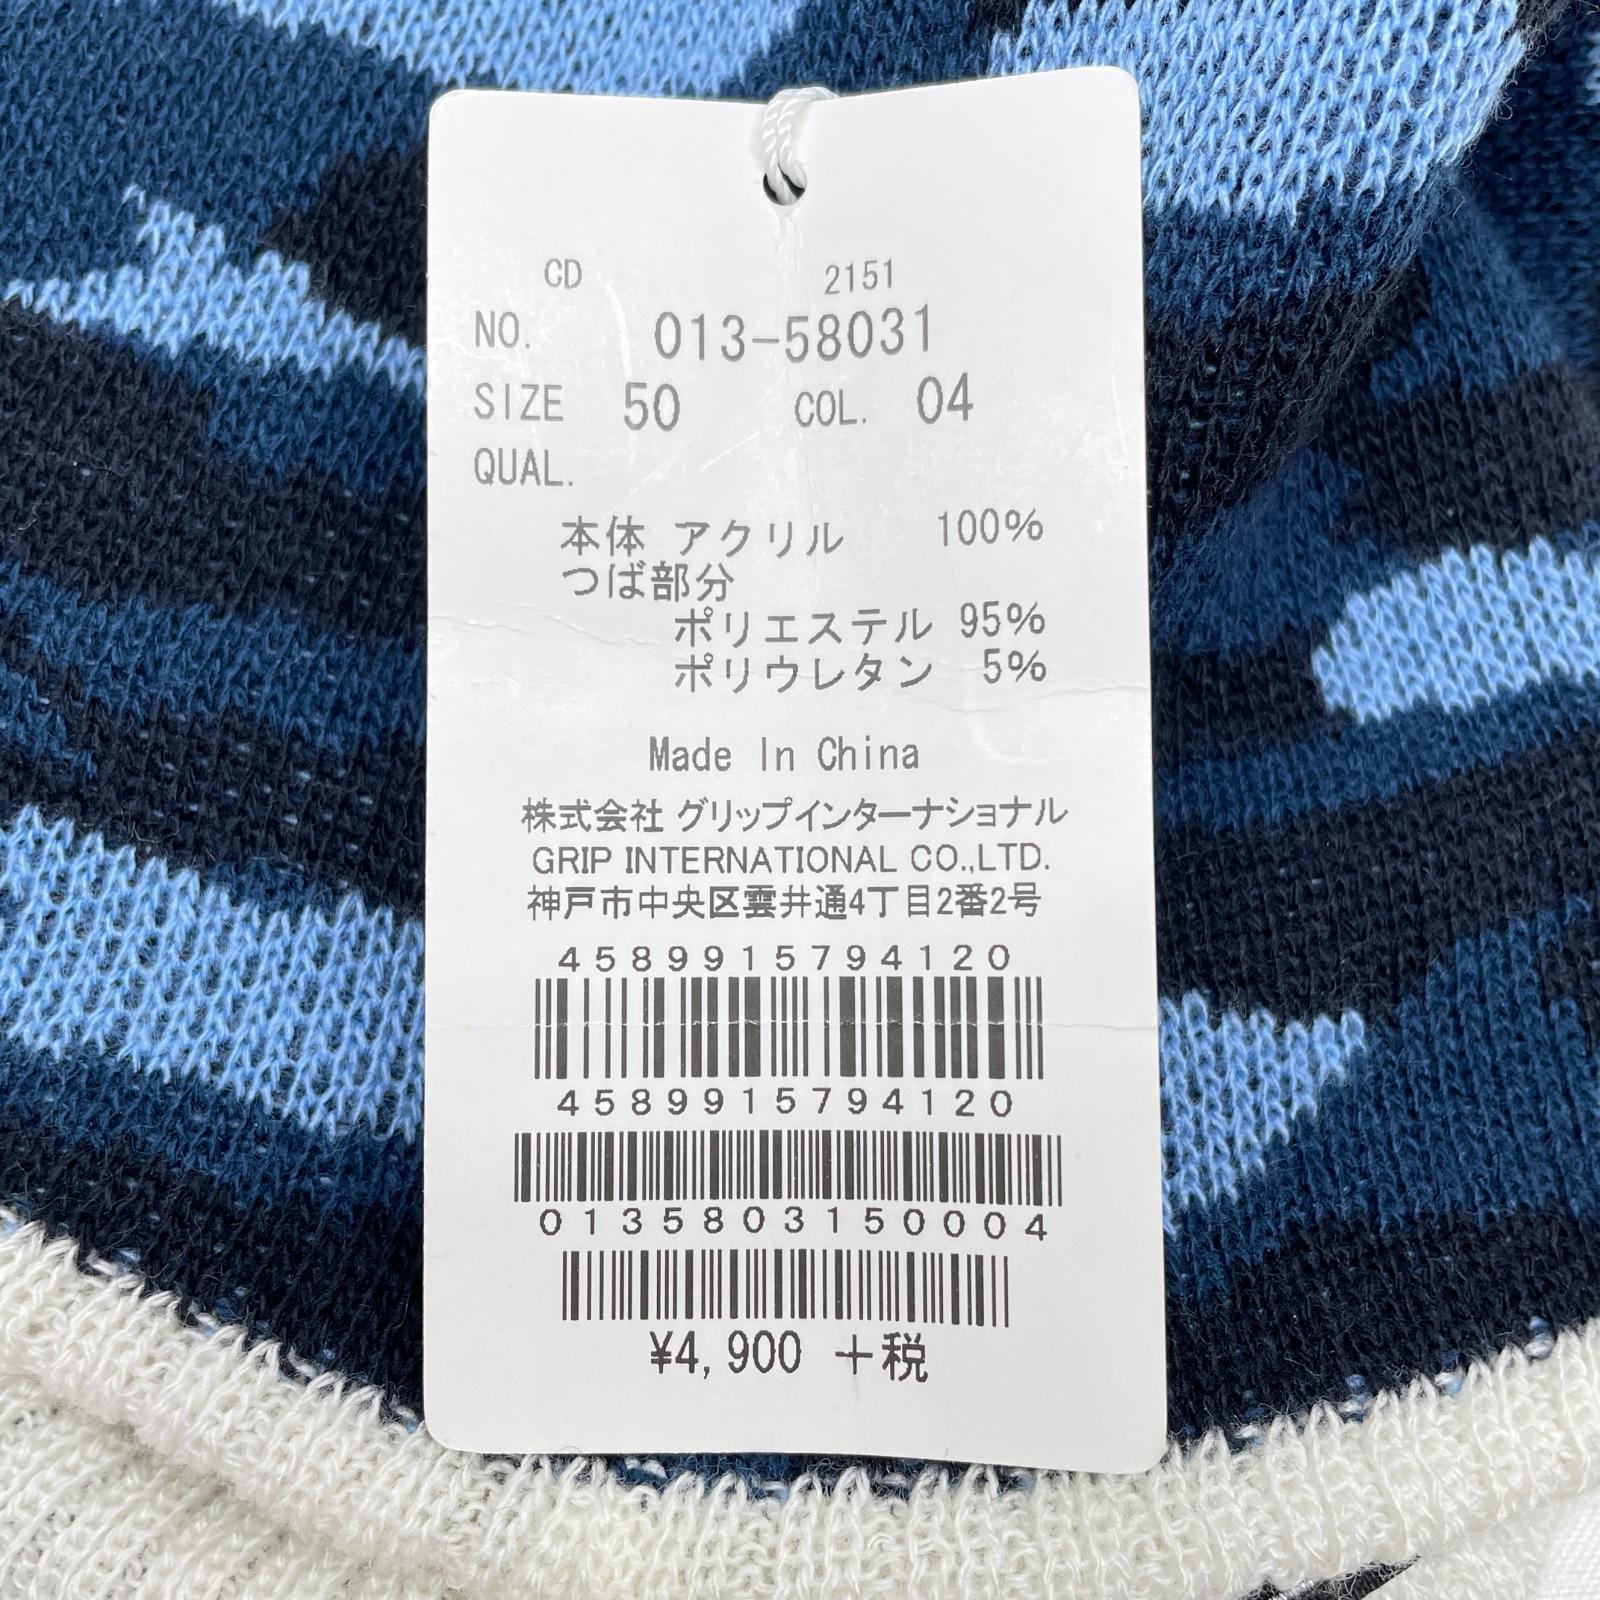 CD 2151
NO. 013-58031
SIZE 50 COL. 04
QUAL.
本体 アクリル 100%
つば部分
ポリエステル 95%
ポリウレタン 5%
Made In China
株式会社 グリップインターナショナル
GRIP INTERNATIONAL CO.,LTD.
神戸市中央区雲井通4丁目2番2号
4589915794120
4589915794120
0135803150004
¥4,900 +税